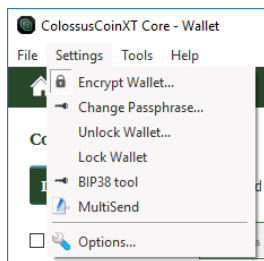 ColossusCoinXT Core - Wallet
File Settings Tools Help
Encrypt Wallet...
Change Passphrase...
Unlock Wallet...
Lock Wallet
BIP38 tool
MultiSend
Options...